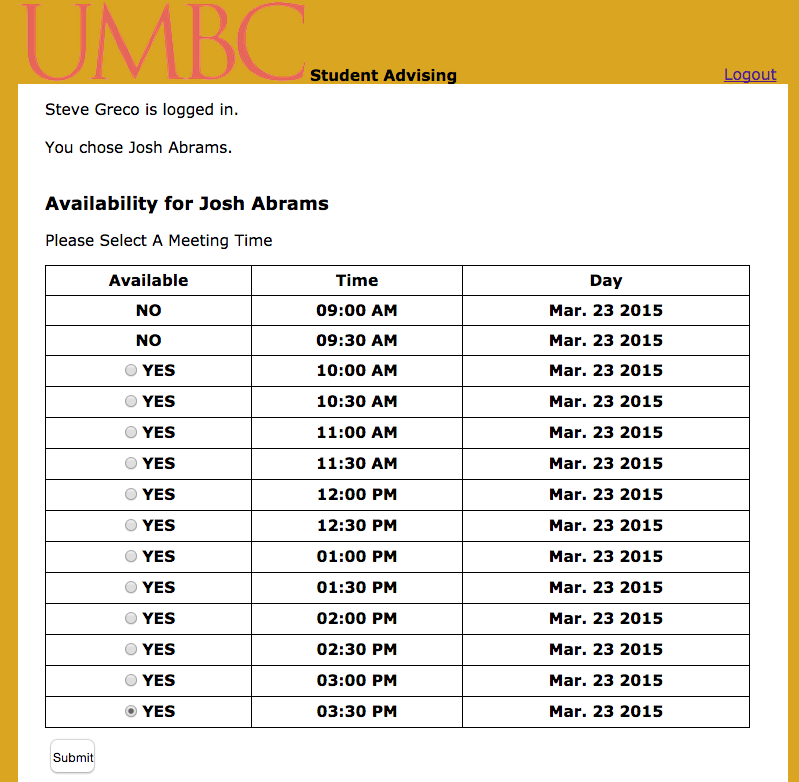 UMBC Student Advising Logout
Steve Greco is logged in.
You chose Josh Abrams.
Availability for Josh Abrams
Please Select A Meeting Time
Available Time Day
NO 09:00 AM Mar. 23 2015
NO 09:30 AM Mar. 23 2015
YES 10:00 AM Mar. 23 2015
YES 10:30 AM Mar. 23 2015
YES 11:00 AM Mar. 23 2015
YES 11:30 AM Mar. 23 2015
YES 12:00 PM Mar. 23 2015
YES 12:30 PM Mar. 23 2015
YES 01:00 PM Mar. 23 2015
YES 01:30 PM Mar. 23 2015
YES 02:00 PM Mar. 23 2015
YES 02:30 PM Mar. 23 2015
YES 03:00 PM Mar. 23 2015
YES 03:30 PM Mar. 23 2015
Submit